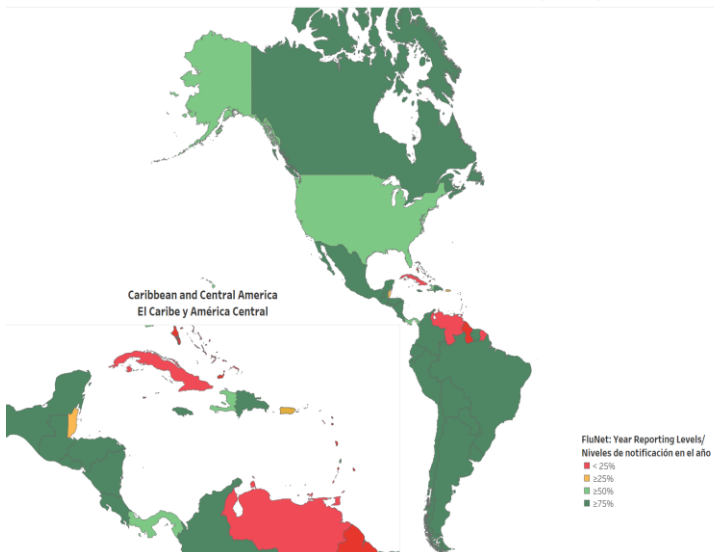 Caribbean and Central America
El Caribe y América Central
FluNet: Year Reporting Levels/
Niveles de notificación en el año
< 25%
≥25%
≥50%
≥75%